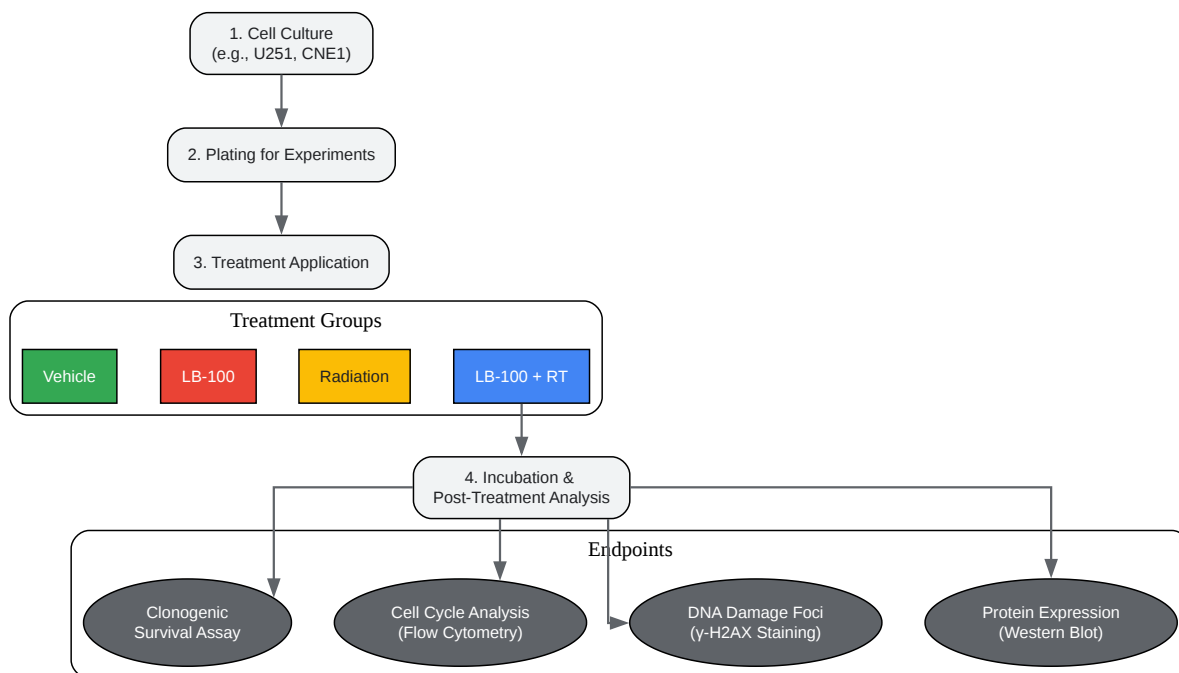 1. Cell Culture
(e.g., U251, CNE1)
2. Plating for Experiments
3. Treatment Application
Treatment Groups
Vehicle
LB-100
Radiation
LB-100 + RT
4. Incubation &
Post-Treatment Analysis
Endpoints
Clonogenic
Survival Assay
Cell Cycle Analysis
(Flow Cytometry)
DNA Damage Foci
(γ-H2AX Staining)
Protein Expression
(Western Blot)